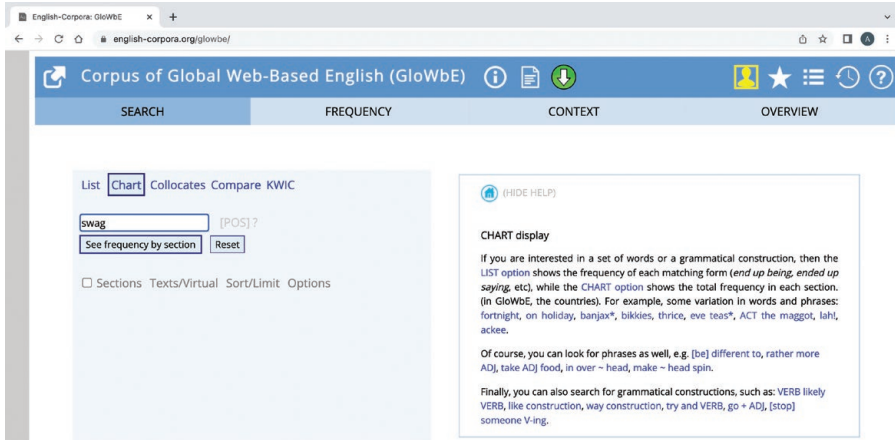 English-Corpora: GloWbE × +
english-corpora.org/glowbe/
A
Corpus of Global Web-Based English (GloWbE)
SEARCH FREQUENCY CONTEXT OVERVIEW
List Chart Collocates Compare KWIC
swag [POS] ?
See frequency by section Reset
Sections Texts/Virtual Sort/Limit Options
(HIDE HELP)
CHART display
If you are interested in a set of words or a grammatical construction, then the
LIST option shows the frequency of each matching form (end up being, ended up
saying, etc), while the CHART option shows the total frequency in each section.
(in GloWbE, the countries). For example, some variation in words and phrases:
fortnight, on holiday, banjax*, bikkies, thrice, eve teas*, ACT the maggot, lah!,
ackee.
Of course, you can look for phrases as well, e.g. [be] different to, rather more
ADJ, take ADJ food, in over ~ head, make ~ head spin.
Finally, you can also search for grammatical constructions, such as: VERB likely
VERB, like construction, way construction, try and VERB, go + ADJ, [stop]
someone V-ing.